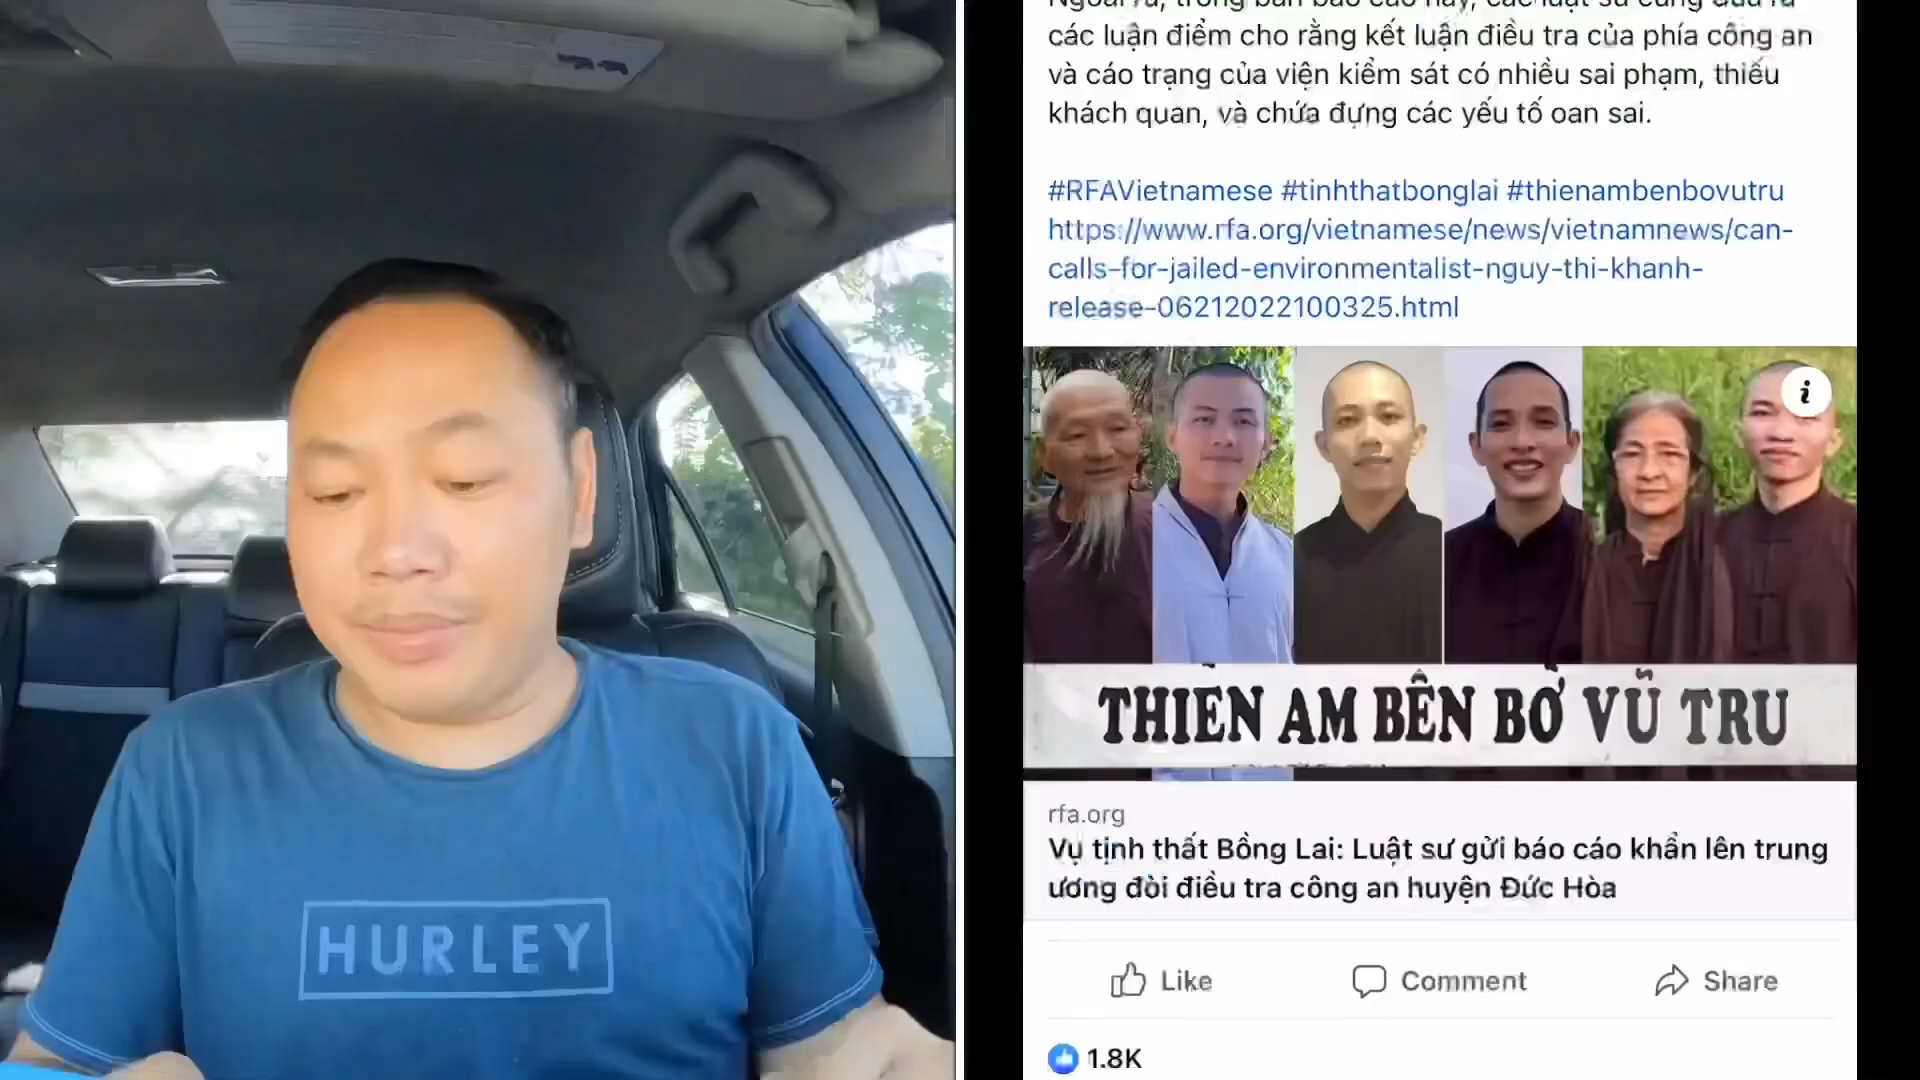 HURLEY
các luận điểm cho rằng kết luận điều tra của phía công an
và cáo trạng của viện kiểm sát có nhiều sai phạm, thiếu
khách quan, và chứa đựng các yếu tố oan sai.
#RFAVietnamese #tinhthatbonglai #thienambenbovutru
https://www.rfa.org/vietnamese/news/vietnamnews/can-
calls-for-jailed-environmentalist-nguy-thi-khanh-
release-06212022100325.html
i
THIỀN AM BÊN BỜ VŨ TRỤ
rfa.org
Vụ tịnh thất Bồng Lai: Luật sư gửi báo cáo khẩn lên trung
ương đòi điều tra công an huyện Đức Hòa
Like
Comment
Share
1.8K